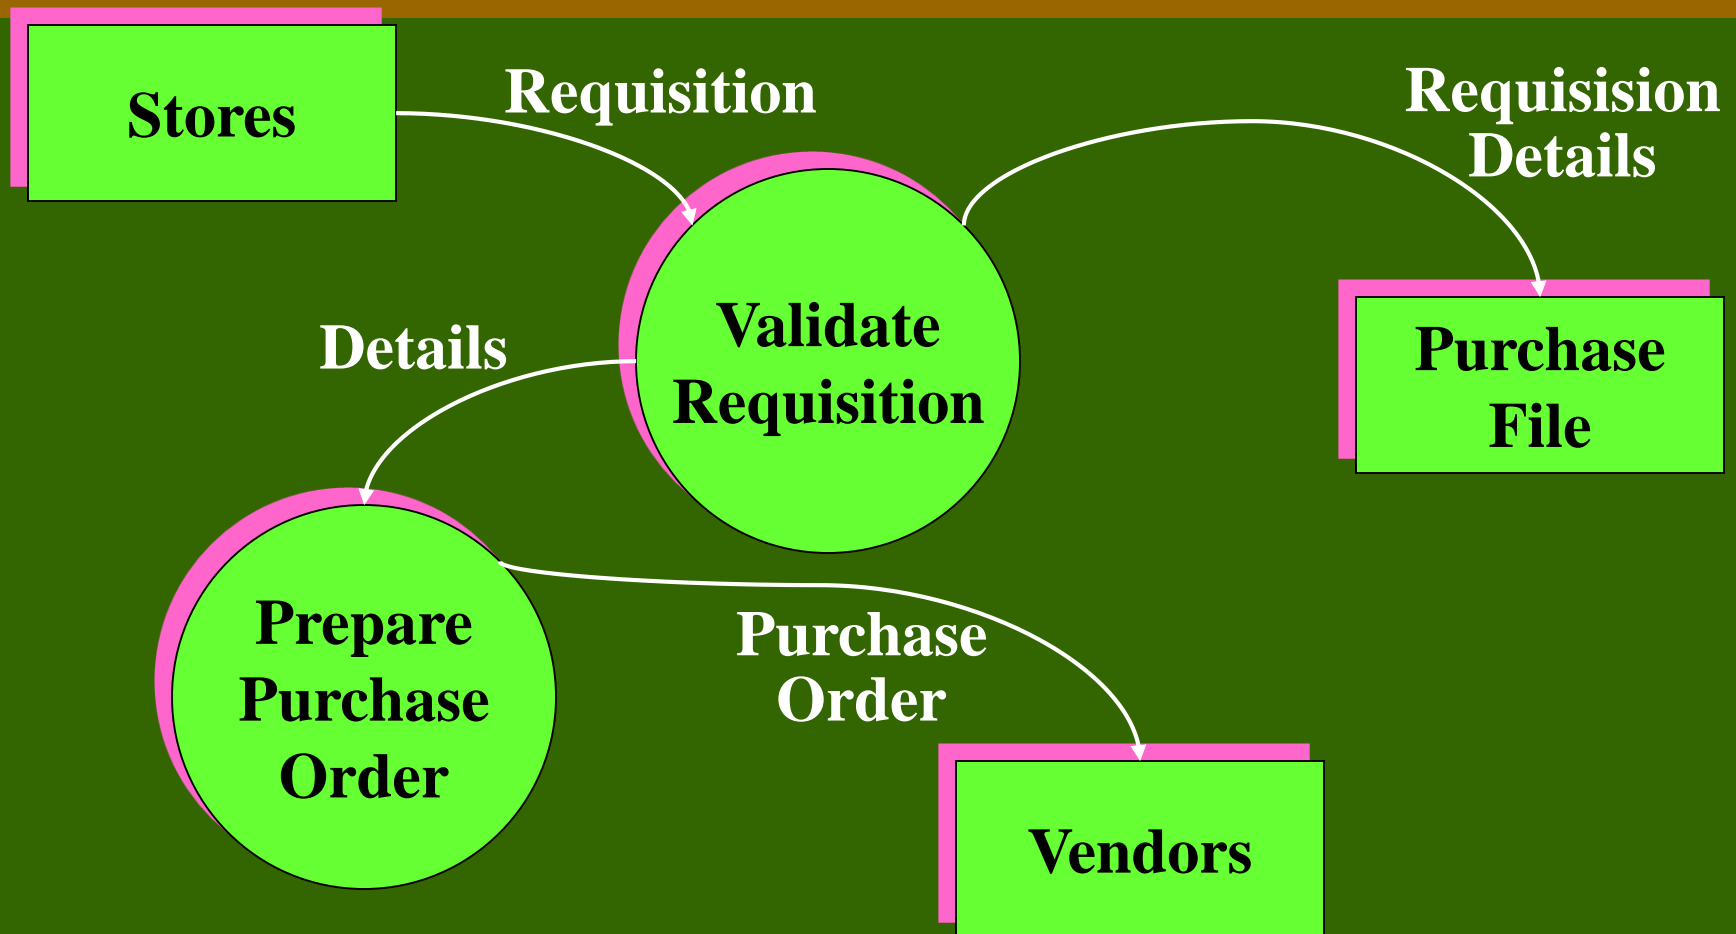 Stores
Requisition
Requisision
Details
Validate
Requisition
Purchase
File
Details
Prepare
Purchase
Order
Purchase
Order
Vendors